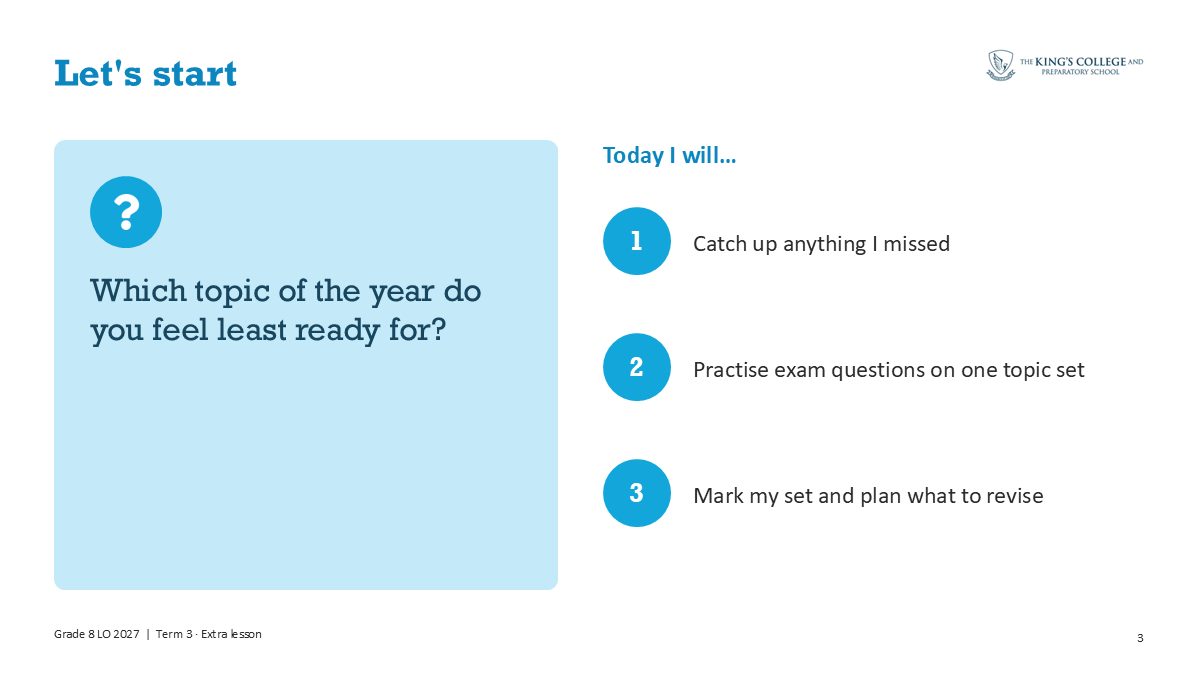 Let's start
THE KING'S COLLEGE AND
PREPARATORY SCHOOL
?
Which topic of the year do
you feel least ready for?
Today I will...
1
Catch up anything I missed
2
Practise exam questions on one topic set
3
Mark my set and plan what to revise
Grade 8 LO 2027 | Term 3 · Extra lesson
3